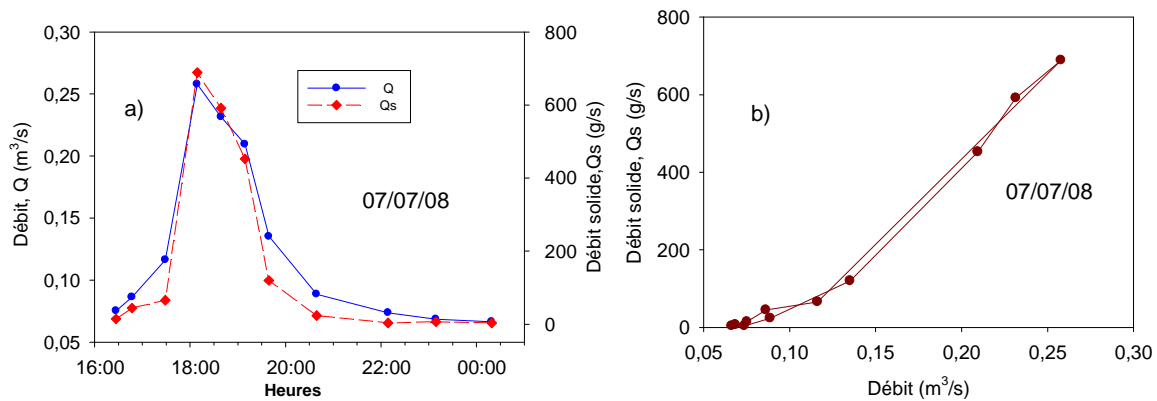 0,30
0,25
0,20
0,15
0,10
0,05
Débit, Q (m³/s)
a)
Q
Qs
07/07/08
16:00 18:00 20:00 22:00 00:00
Heures
800
600
400
200
0
Débit solide,Qs (g/s)
800
600
400
200
0
Débit solide, Qs (g/s)
b)
07/07/08
0,05 0,10 0,15 0,20 0,25 0,30
Débit (m³/s)